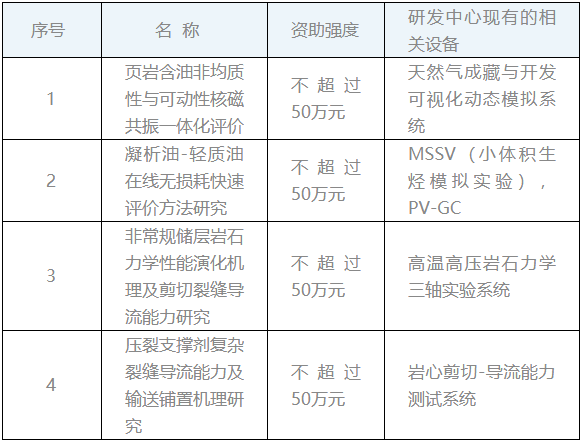 序号 名 称 资助强度 研发中心现有的相
关设备
1 页岩含油非均质 不 超 过 天然气成藏与开发
性与可动性核磁 50万元 可视化动态模拟系
共振一体化评价 统
2 凝析油-轻质油 不 超 过 MSSV（小体积生
在线无损耗快速 50万元 烃模拟实验），
评价方法研究 PV-GC
3 非常规储层岩石 不 超 过 高温高压岩石力学
力学性能演化机 50万元 三轴实验系统
理及剪切裂缝导
流能力研究
4 压裂支撑剂复杂 不 超 过 岩心剪切-导流能力
裂缝导流能力及 50万元 测试系统
输送铺置机理研
究